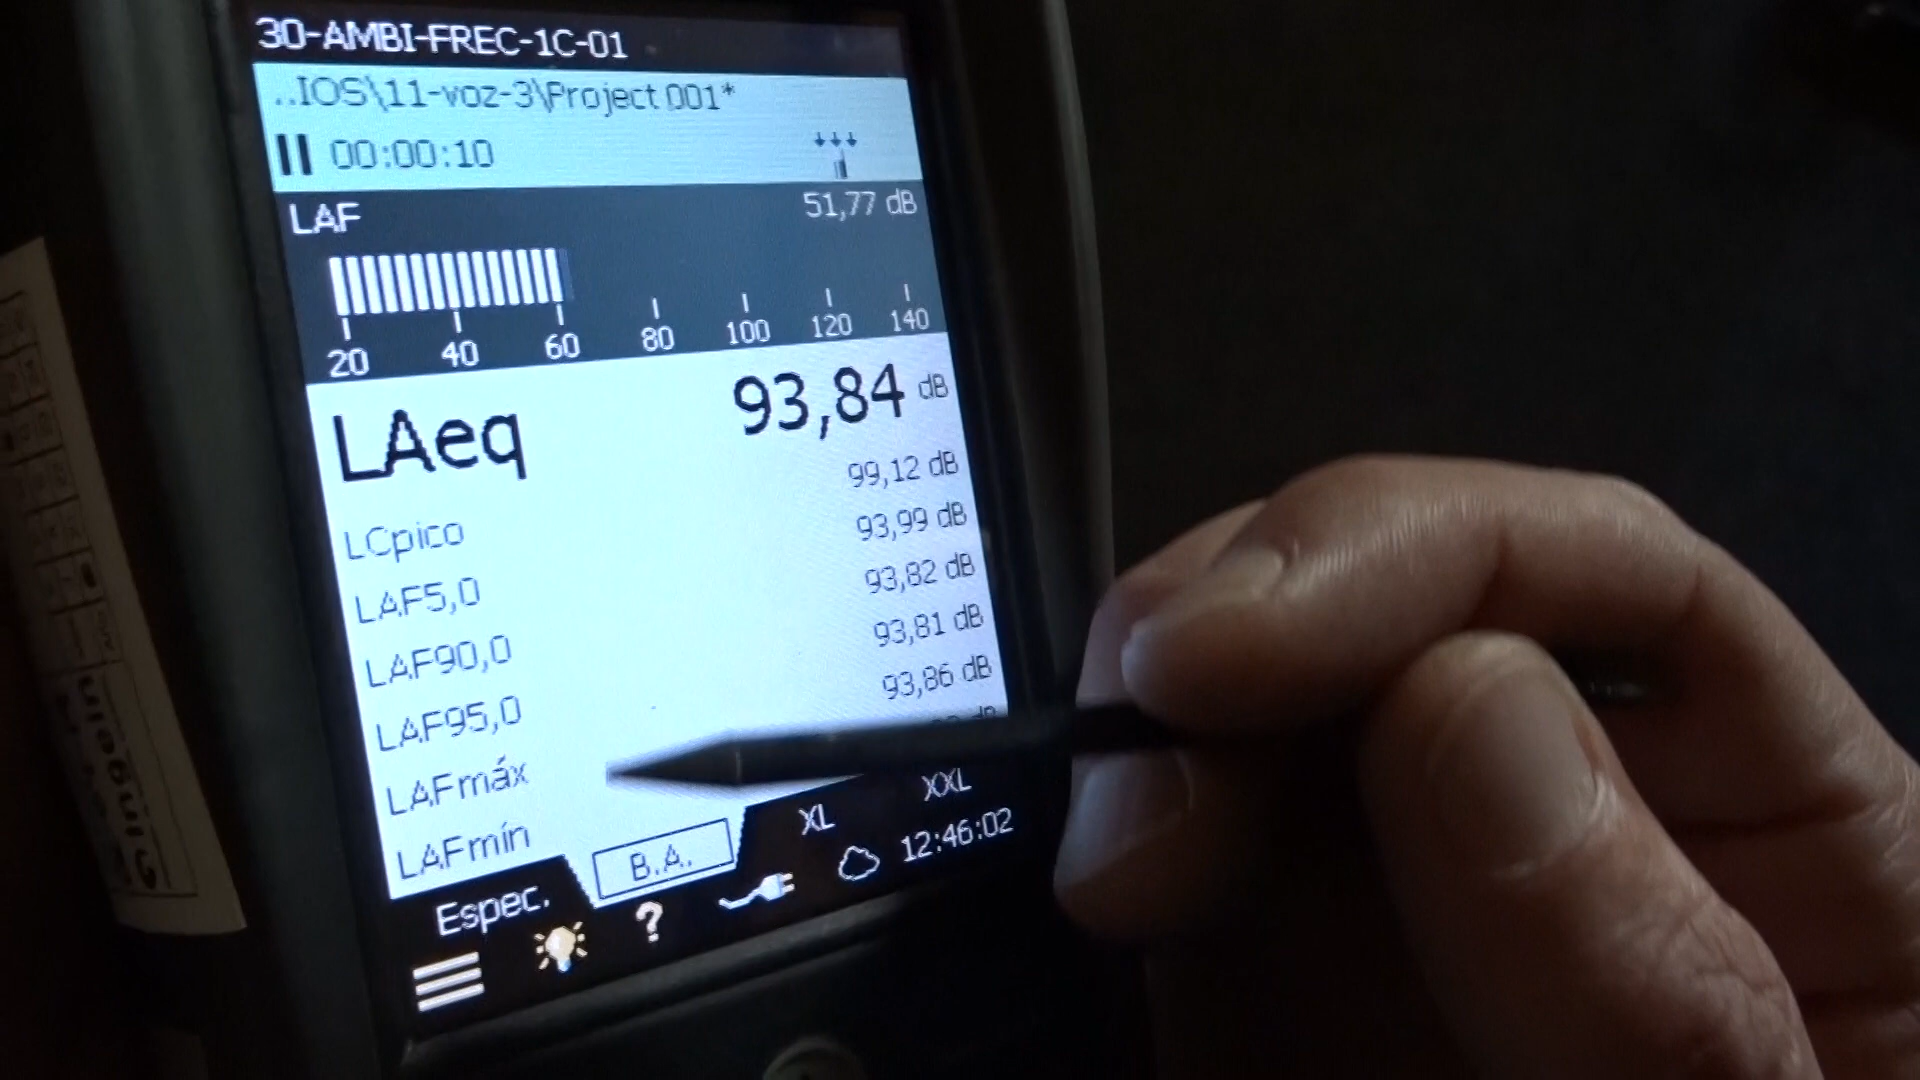 30-AMBI-FREC-1C-01
..IOS\11-voz-3\Project 001*
00:00:10
LAF 51,77 dB
20 40 60 80 100 120 140
LAeq 93,84 dB
LCpico 99,12 dB
LAF5,0 93,99 dB
LAF90,0 93,82 dB
LAF95,0 93,81 dB
LAFmáx 93,86 dB
LAFmín dB
Espec. B.A. XL XXL
? 12:46:02